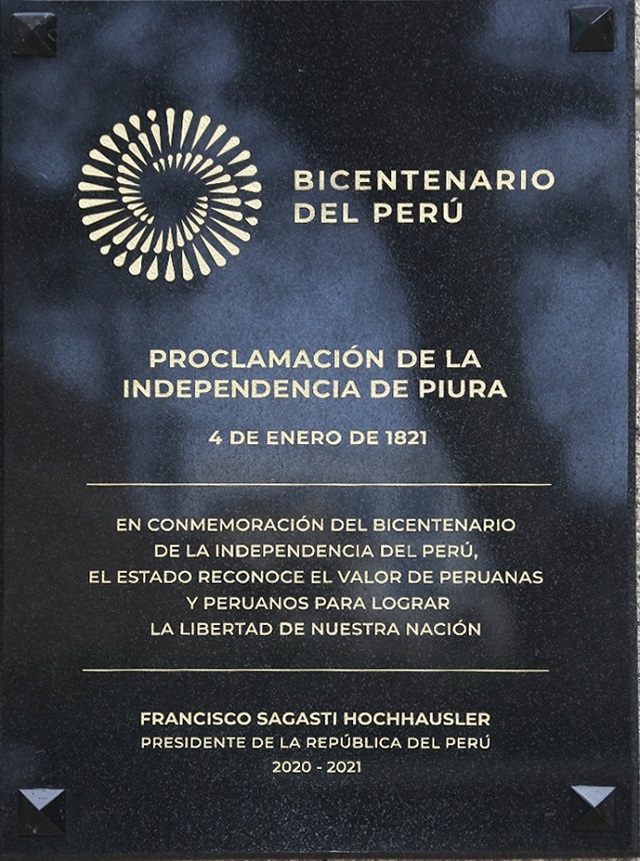 BICENTENARIO
DEL PERÚ
PROCLAMACIÓN DE LA
INDEPENDENCIA DE PIURA
4 DE ENERO DE 1821
EN CONMEMORACIÓN DEL BICENTENARIO
DE LA INDEPENDENCIA DEL PERÚ,
EL ESTADO RECONOCE EL VALOR DE PERUANAS
Y PERUANOS PARA LOGRAR
LA LIBERTAD DE NUESTRA NACIÓN
FRANCISCO SAGASTI HOCHHAUSLER
PRESIDENTE DE LA REPÚBLICA DEL PERÚ
2020 - 2021